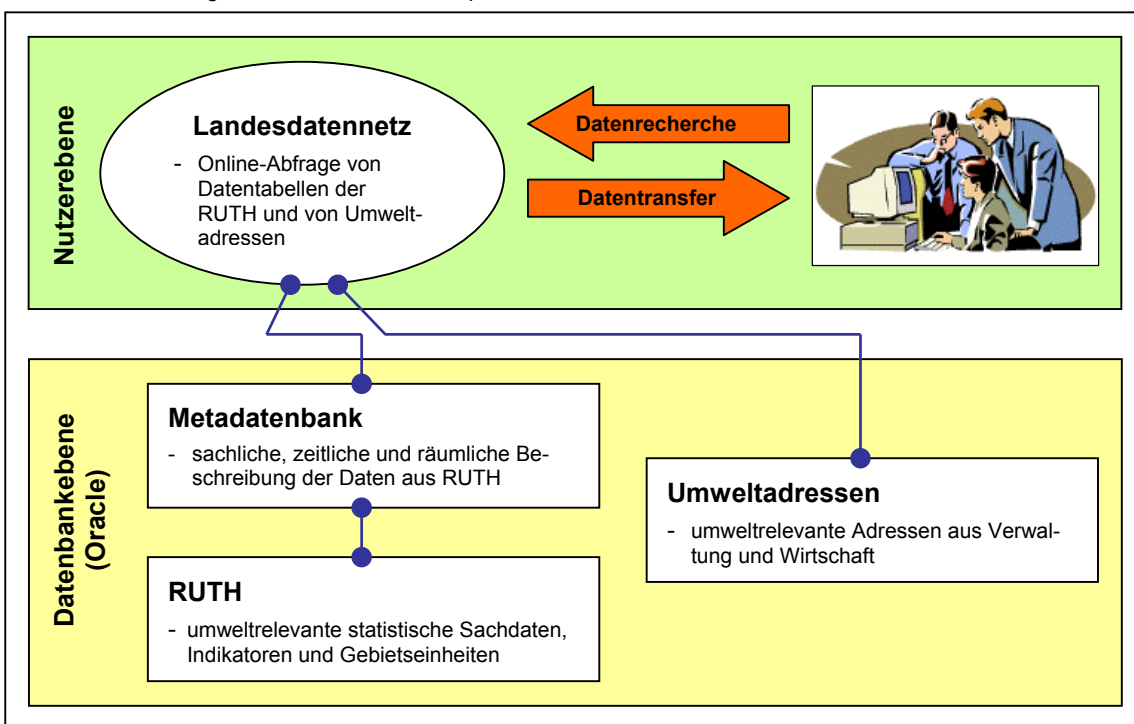 Nutzerebene
Landesdatennetz
- Online-Abfrage von
Datentabellen der
RUTH und von Umwelt-
adressen
Datenrecherche
Datentransfer
Datenbankebene
(Oracle)
Metadatenbank
- sachliche, zeitliche und räumliche Be-
schreibung der Daten aus RUTH
RUTH
- umweltrelevante statistische Sachdaten,
Indikatoren und Gebietseinheiten
Umweltadressen
- umweltrelevante Adressen aus Verwal-
tung und Wirtschaft